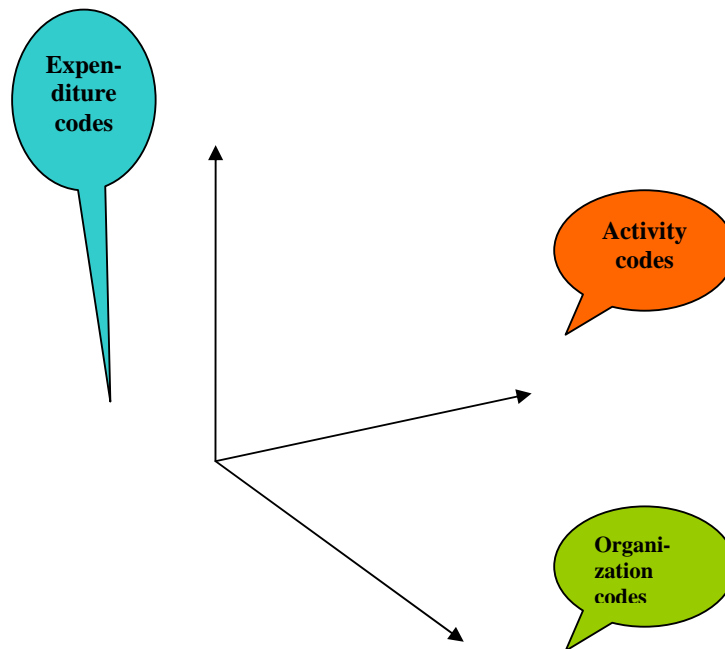 Expen-
diture
codes
Activity
codes
Organi-
zation
codes